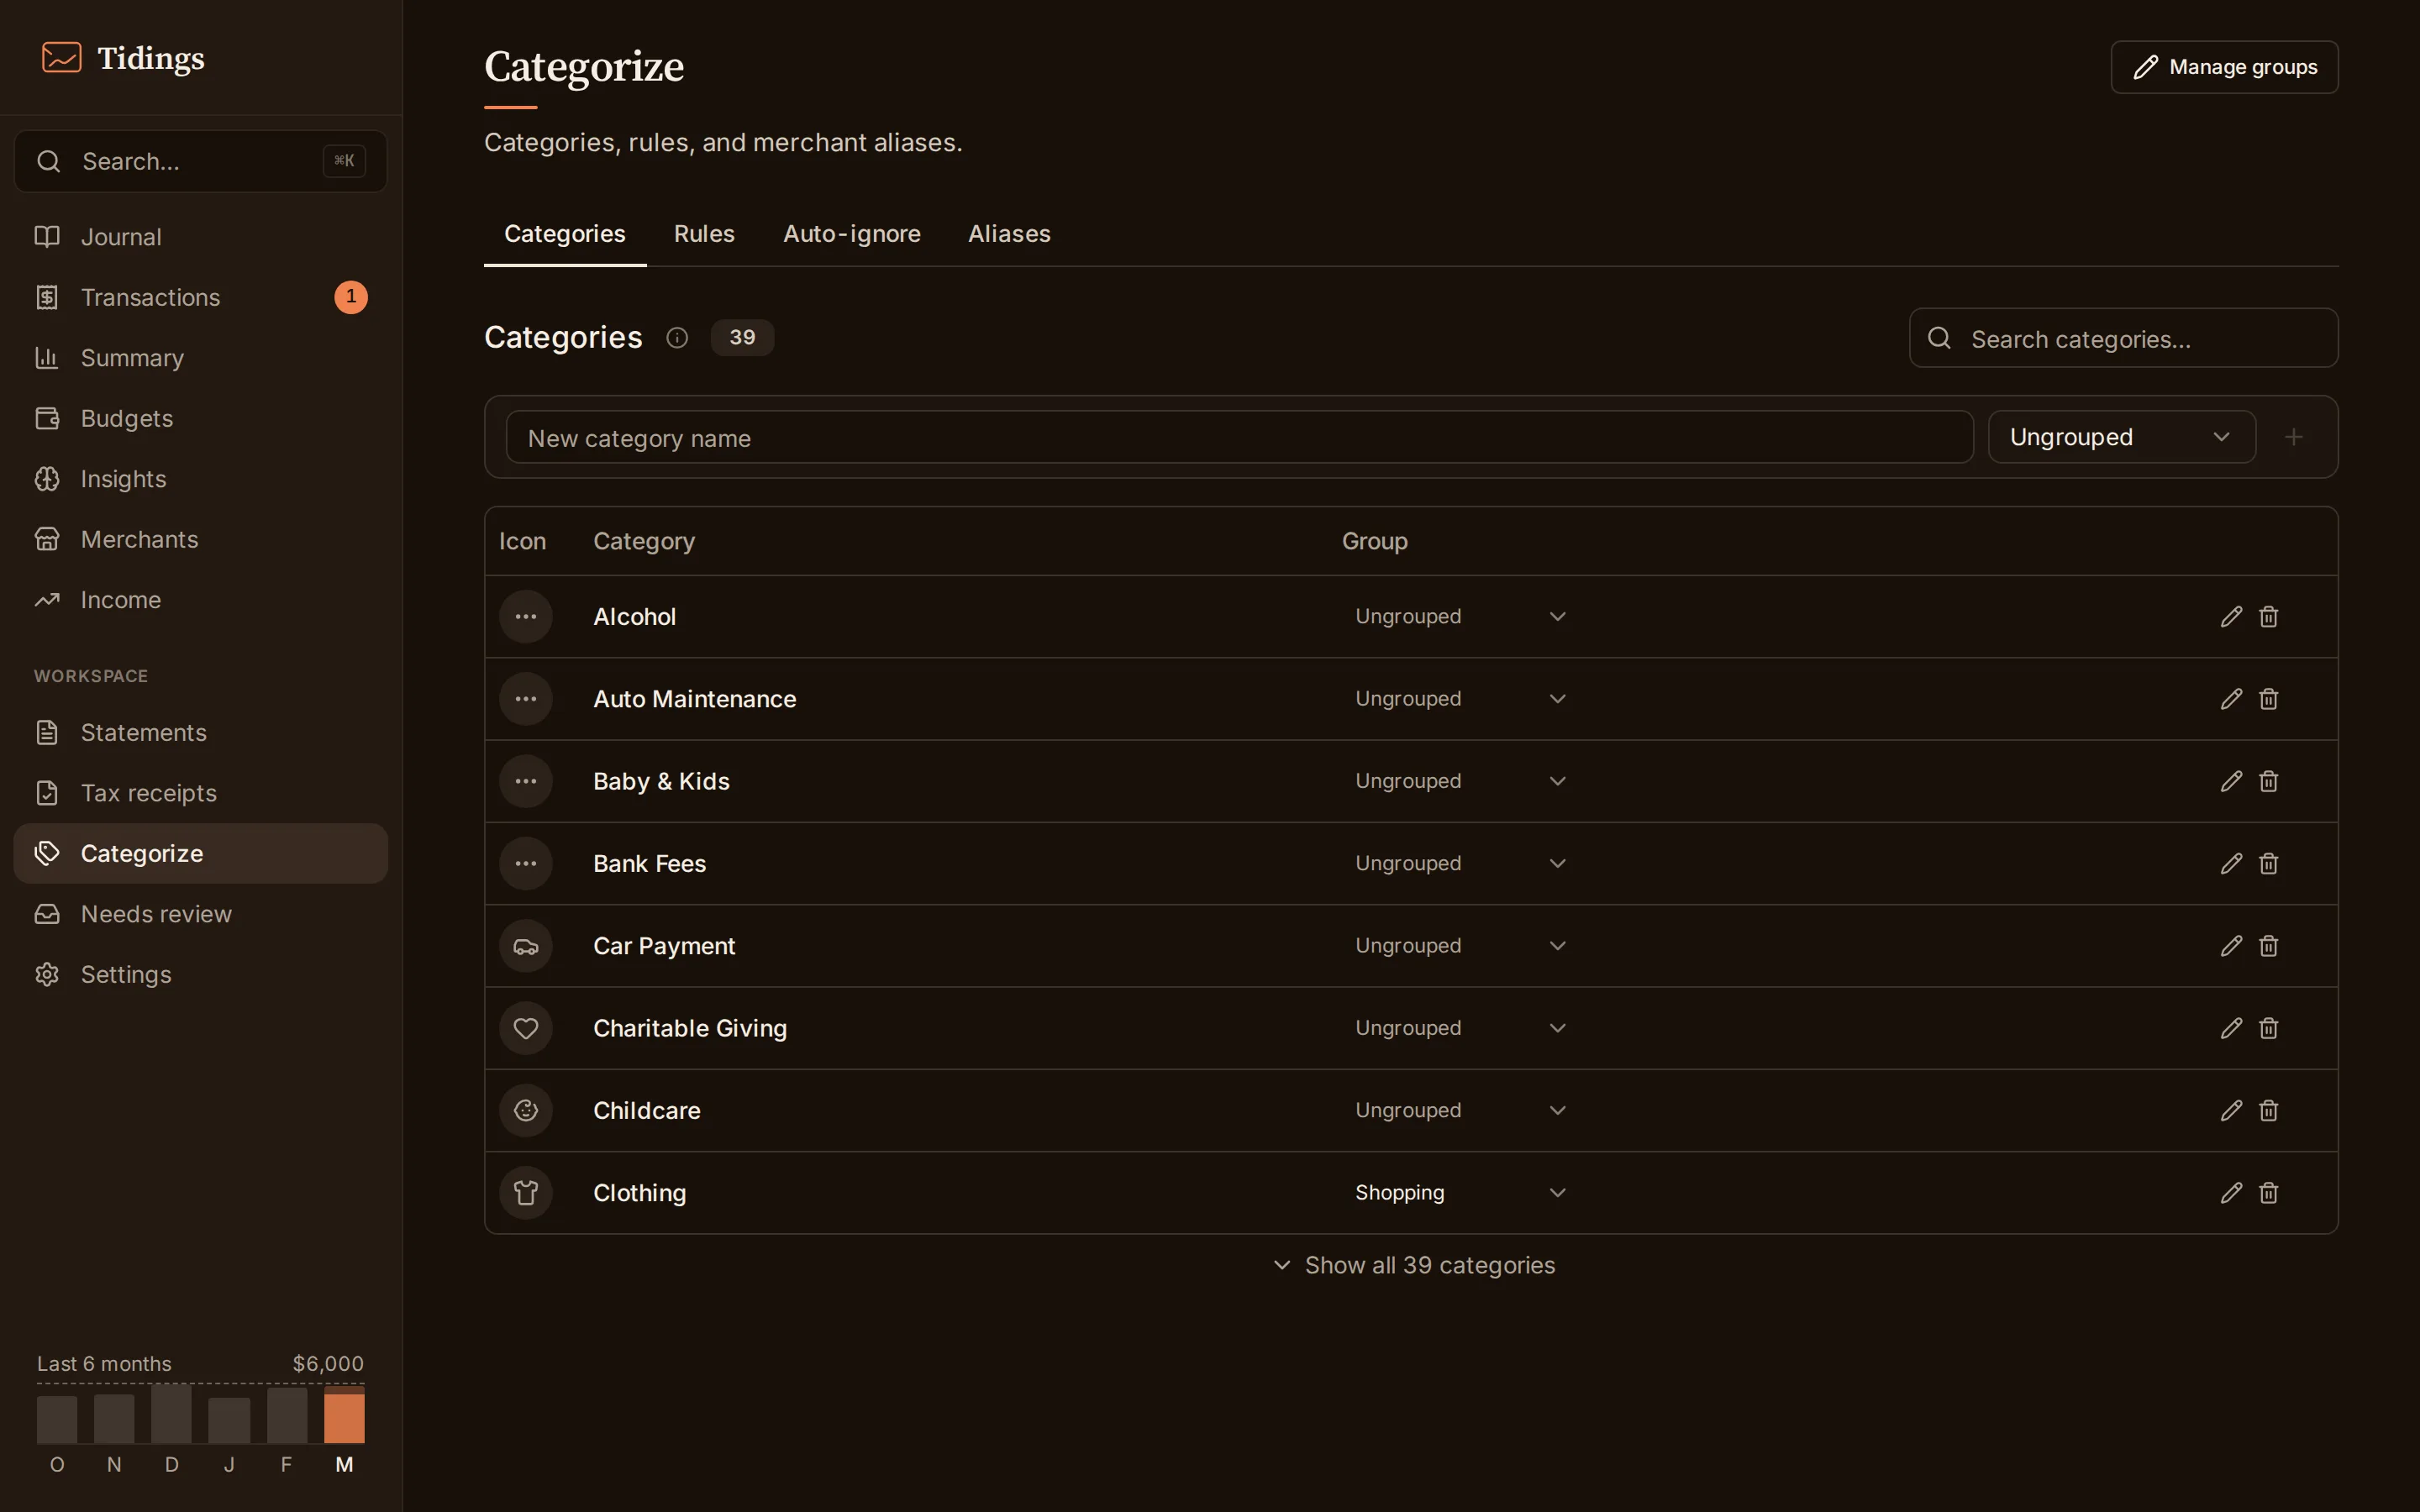 Tidings
Search...
⌘K
Journal
Transactions
1
Summary
Budgets
Insights
Merchants
Income
WORKSPACE
Statements
Tax receipts
Categorize
Needs review
Settings
Last 6 months $6,000
O N D J F M
Categorize
Manage groups
Categories, rules, and merchant aliases.
Categories Rules Auto-ignore Aliases
Categories 39
Search categories...
New category name
Ungrouped
Icon Category Group
Alcohol Ungrouped
Auto Maintenance Ungrouped
Baby & Kids Ungrouped
Bank Fees Ungrouped
Car Payment Ungrouped
Charitable Giving Ungrouped
Childcare Ungrouped
Clothing Shopping
Show all 39 categories